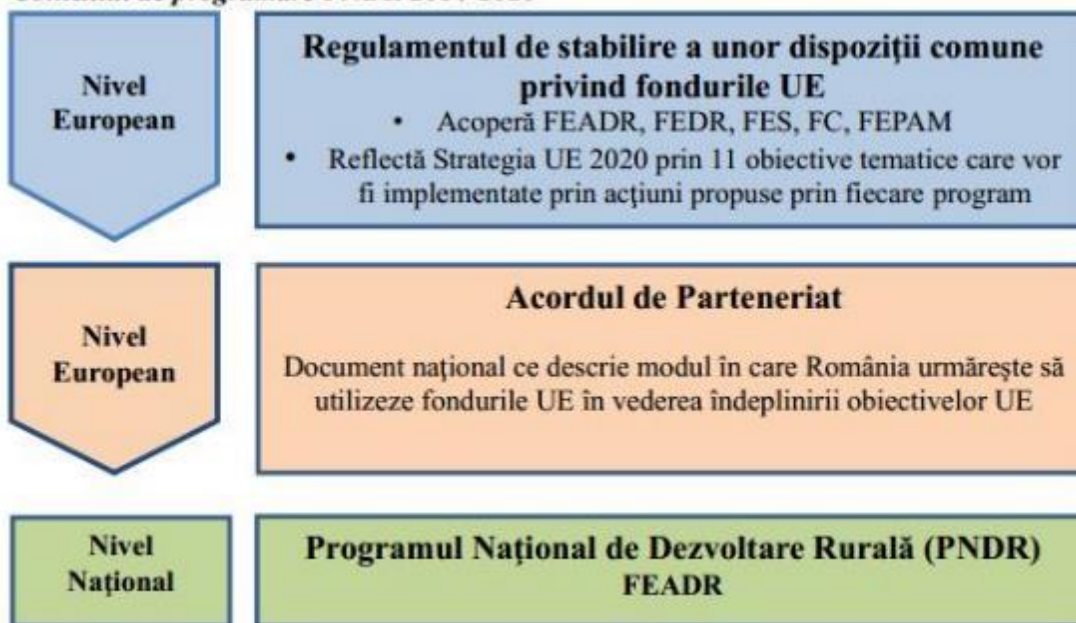 Nivel
European
Regulamentul de stabilire a unor dispoziții comune
privind fondurile UE
• Acoperă FEADR, FEDR, FES, FC, FEPAM
• Reflectă Strategia UE 2020 prin 11 obiective tematice care vor
fi implementate prin acțiuni propuse prin fiecare program
Nivel
European
Acordul de Parteneriat
Document național ce descrie modul în care România urmărește să
utilizeze fondurile UE în vederea îndeplinirii obiectivelor UE
Nivel
Național
Programul Național de Dezvoltare Rurală (PNDR)
FEADR